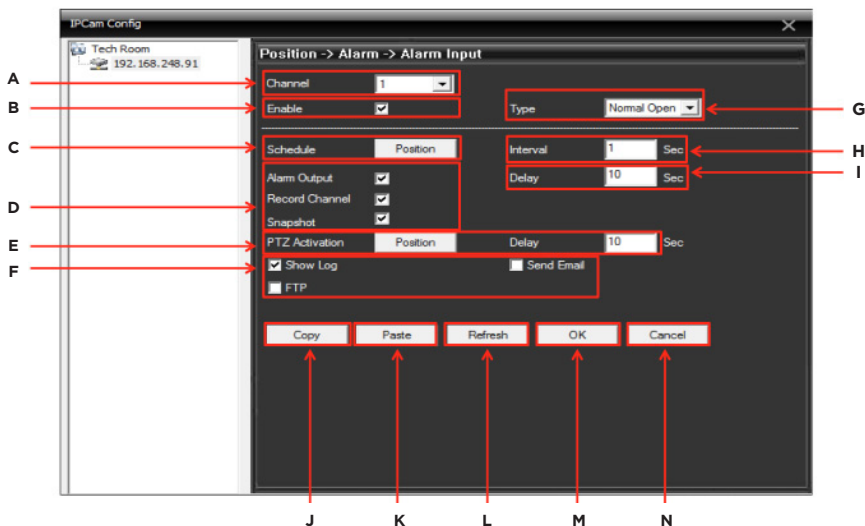 IPCam Config
Tech Room
192.168.248.91
Position -> Alarm -> Alarm Input
A
Channel 1
B
Enable
Type Normal Open
G
C
Schedule Position
Interval 1 Sec
H
I
Alarm Output
Delay 10 Sec
D
Record Channel
Snapshot
E
PTZ Activation Position Delay 10 Sec
F
Show Log Send Email
FTP
Copy Paste Refresh OK Cancel
J K L M N